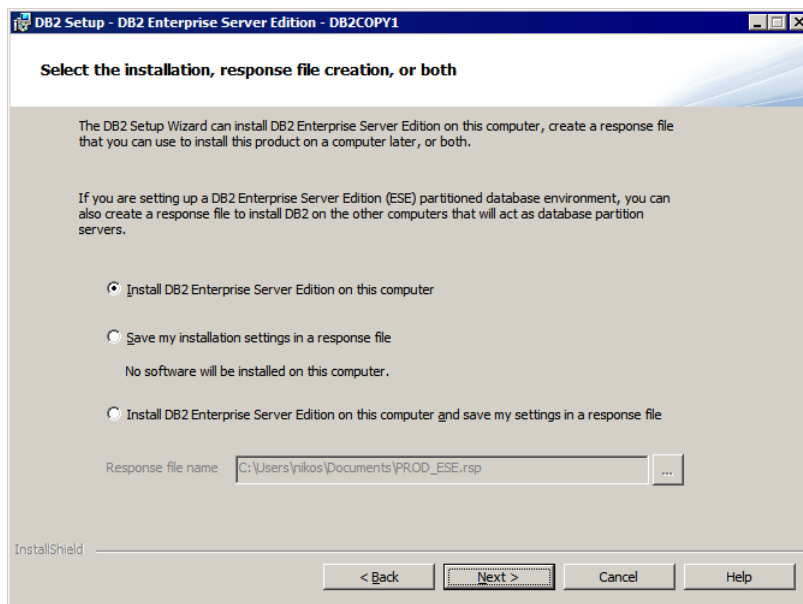 DB2 Setup - DB2 Enterprise Server Edition - DB2COPY1
Select the installation, response file creation, or both
The DB2 Setup Wizard can install DB2 Enterprise Server Edition on this computer, create a response file
that you can use to install this product on a computer later, or both.
If you are setting up a DB2 Enterprise Server Edition (ESE) partitioned database environment, you can
also create a response file to install DB2 on the other computers that will act as database partition
servers.
Install DB2 Enterprise Server Edition on this computer
Save my installation settings in a response file
No software will be installed on this computer.
Install DB2 Enterprise Server Edition on this computer and save my settings in a response file
Response file name C:\Users\nikos\Documents\PROD_ESE.rsp ...
InstallShield
< Back Next > Cancel Help